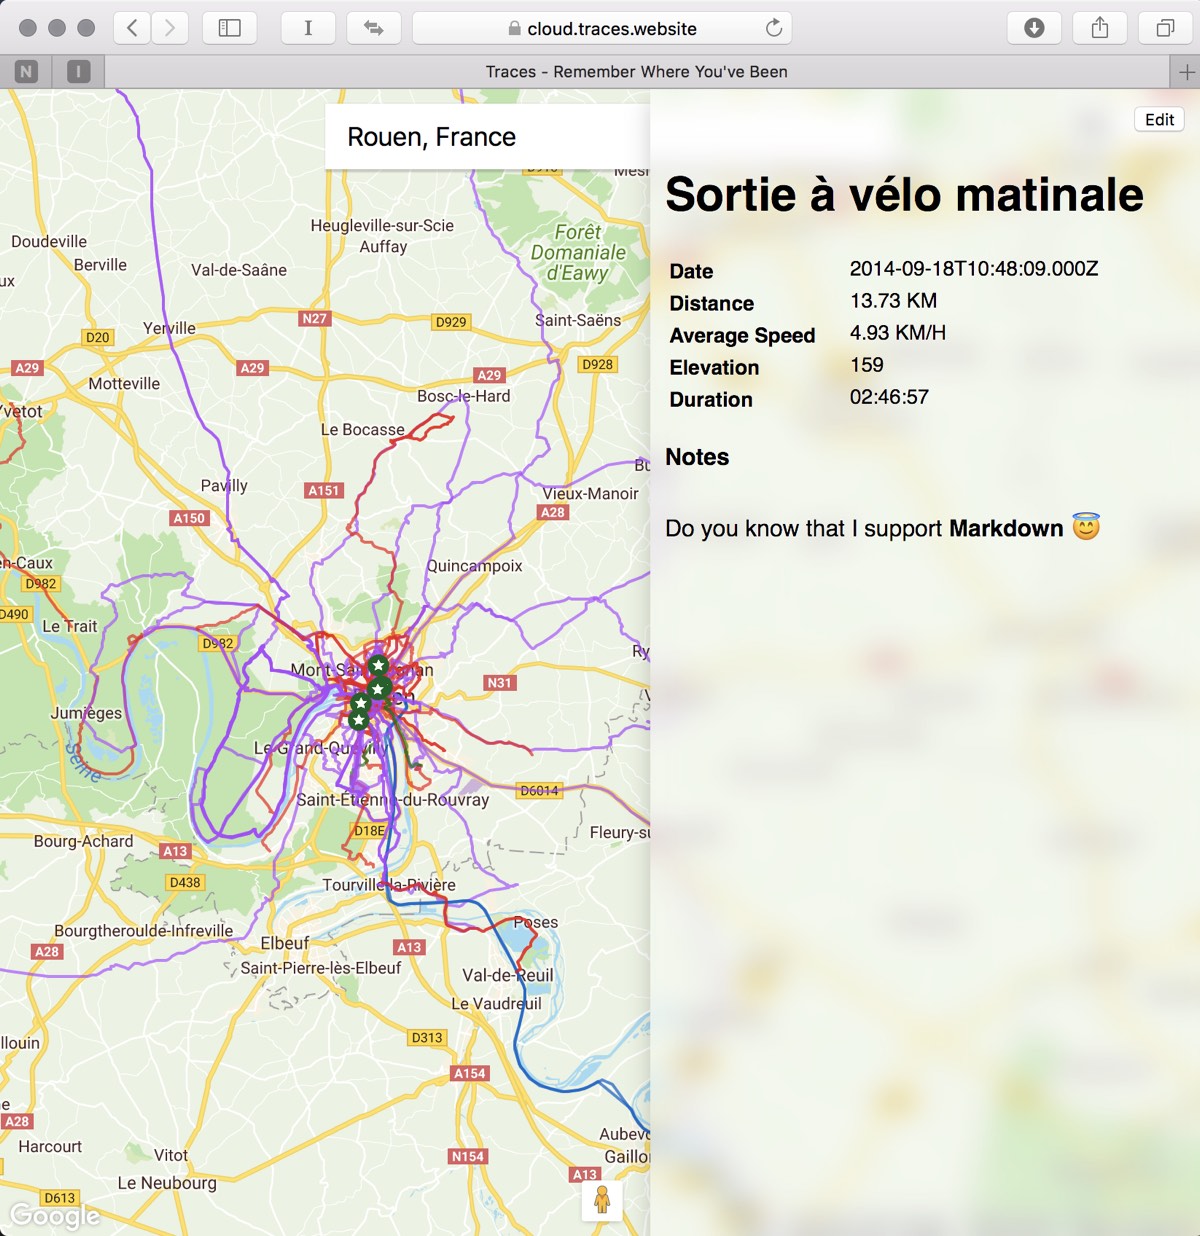 cloud.traces.website
N
I
Traces - Remember Where You've Been
Rouen, France
Edit
Sortie à vélo matinale
Date 2014-09-18T10:48:09.000Z
Distance 13.73 KM
Average Speed 4.93 KM/H
Elevation 159
Duration 02:46:57
Notes
Do you know that I support Markdown 😇
Heugleville-sur-Scie
Auffay
Forêt
Domaniale
d'Eawy
Doudeville
Berville
Val-de-Saâne
N27
D929
Saint-Saëns
Yerville
D20
D928
A29
A29
A29
Motteville
Bosc-le-Hard
Le Bocasse
Pavilly
A151
Vieux-Manoir
A28
A150
Quincampoix
D982
D490
Le Trait
D982
N31
Jumièges
Seine
Le Grand-Quevilly
Saint-Étienne-du-Rouvray
D6014
D18E
Bourg-Achard
A13
D438
Tourville-la-Rivière
Poses
Bourgtheroulde-Infreville
A28
Elbeuf
A13
Saint-Pierre-lès-Elbeuf
Val-de-Reuil
Le Vaudreuil
D313
A154
A28
Harcourt
Vitot
N154
A13
Le Neubourg
D613
Google